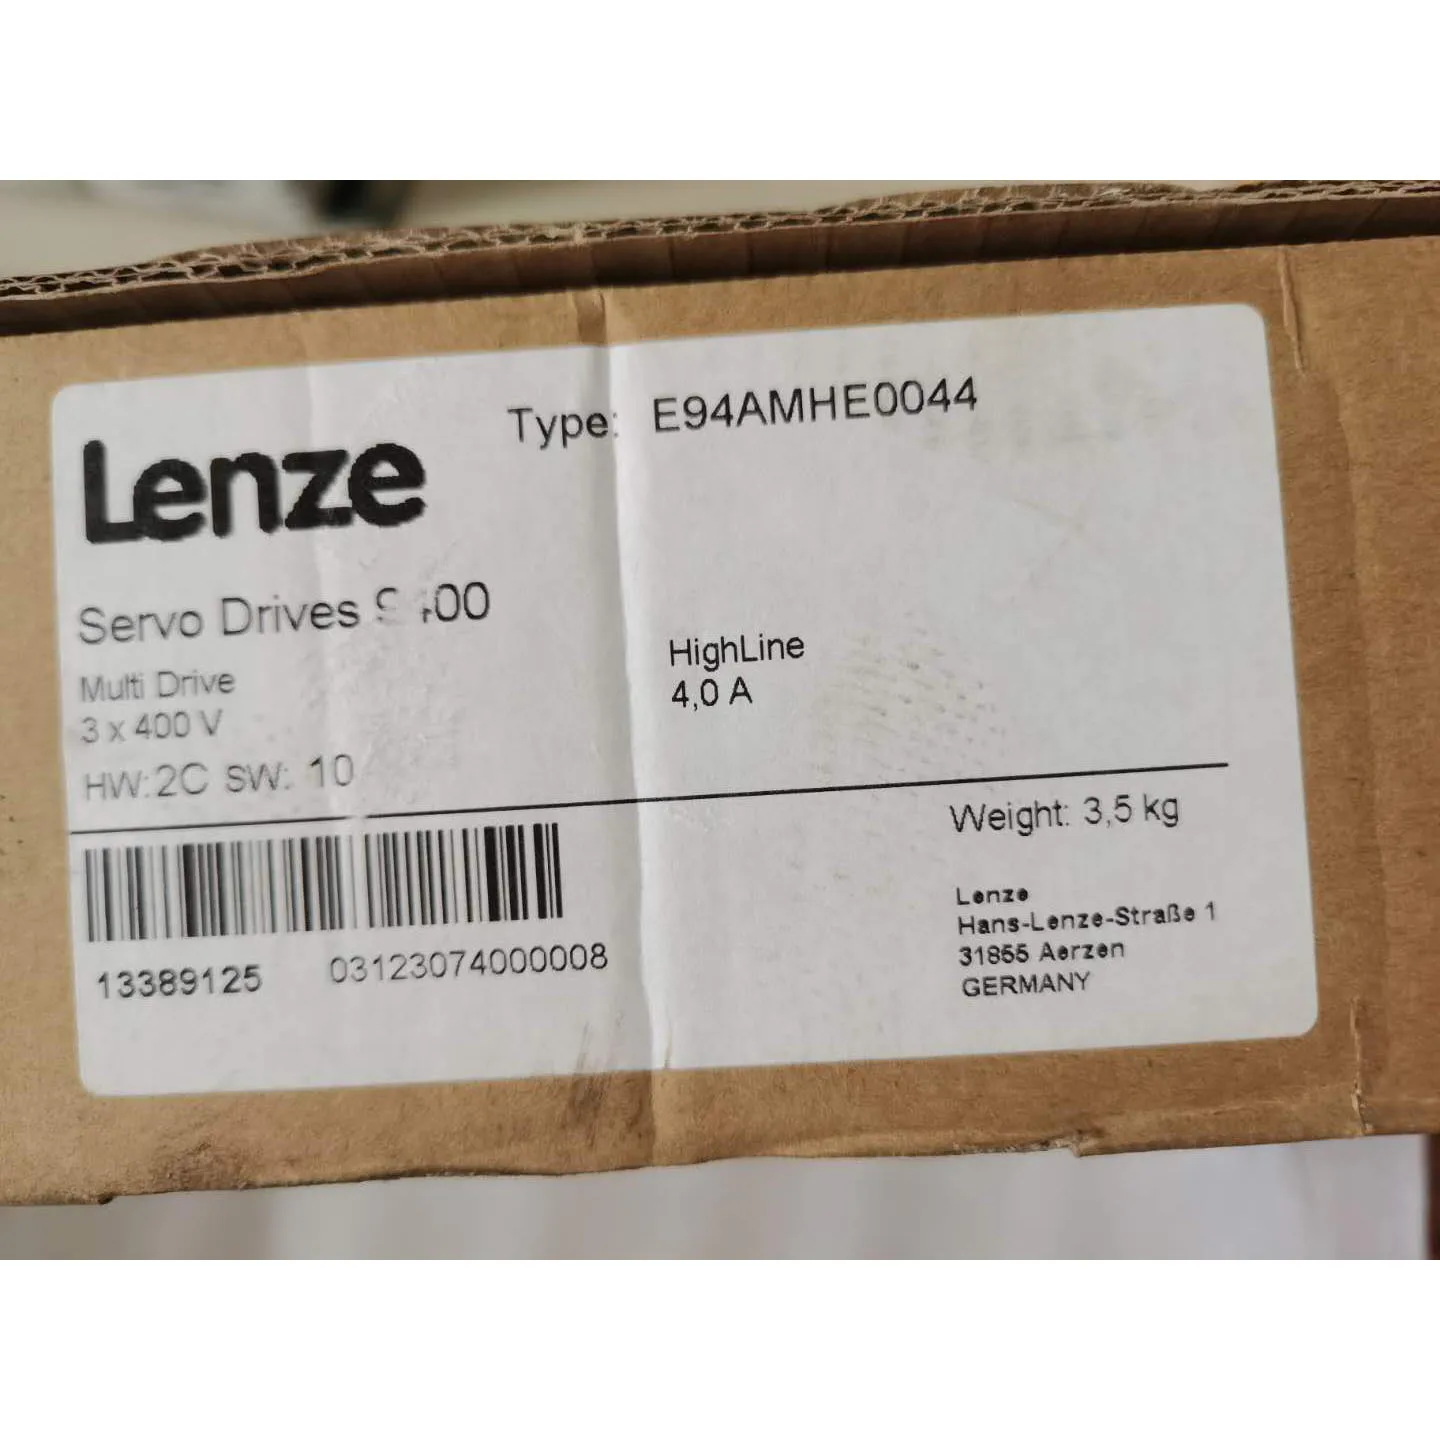 Type: E94AMHE0044
Lenze
Servo Drives 9400
Multi Drive
3 x 400 V
HW: 2C SW: 10
HighLine
4,0 A
Weight: 3,5 kg
13389125 03123074000008
Lenze
Hans-Lenze-Straße 1
31855 Aerzen
GERMANY